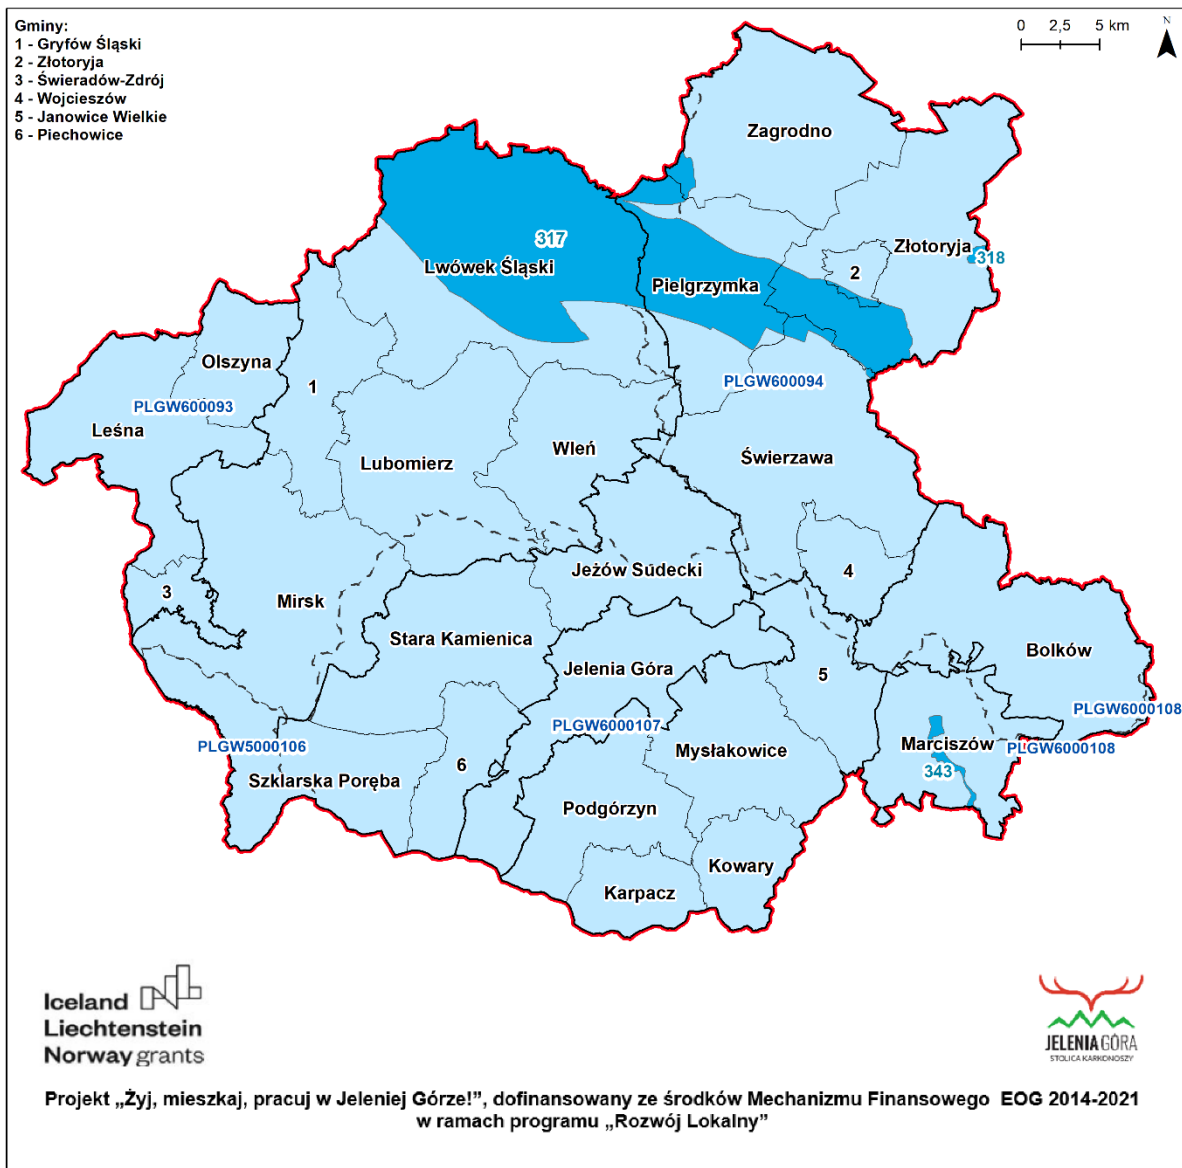 Gminy:
1 - Gryfów Śląski
2 - Złotoryja
3 - Świeradów-Zdrój
4 - Wojcieszów
5 - Janowice Wielkie
6 - Piechowice
0 2,5 5 km
N
Zagrodno
317
Złotoryja
318
Lwówek Śląski
2
Pielgrzymka
Olszyna
1
PLGW600094
PLGW600093
Leśna
Wleń
Lubomierz
Świerzawa
Jeżów Sudecki
4
3
Mirsk
Stara Kamienica
Bolków
Jelenia Góra
5
PLGW6000108
PLGW6000107
Marciszów
PLGW5000106
Mysłakowice
PLGW6000108
6
343
Szklarska Poręba
Podgórzyn
Kowary
Karpacz
Iceland
Liechtenstein
Norway grants
JELENIA GÓRA
STOLICA KARKONOSZY
Projekt „Żyj, mieszkaj, pracuj w Jeleniej Górze!”, dofinansowany ze środków Mechanizmu Finansowego EOG 2014-2021
w ramach programu „Rozwój Lokalny”